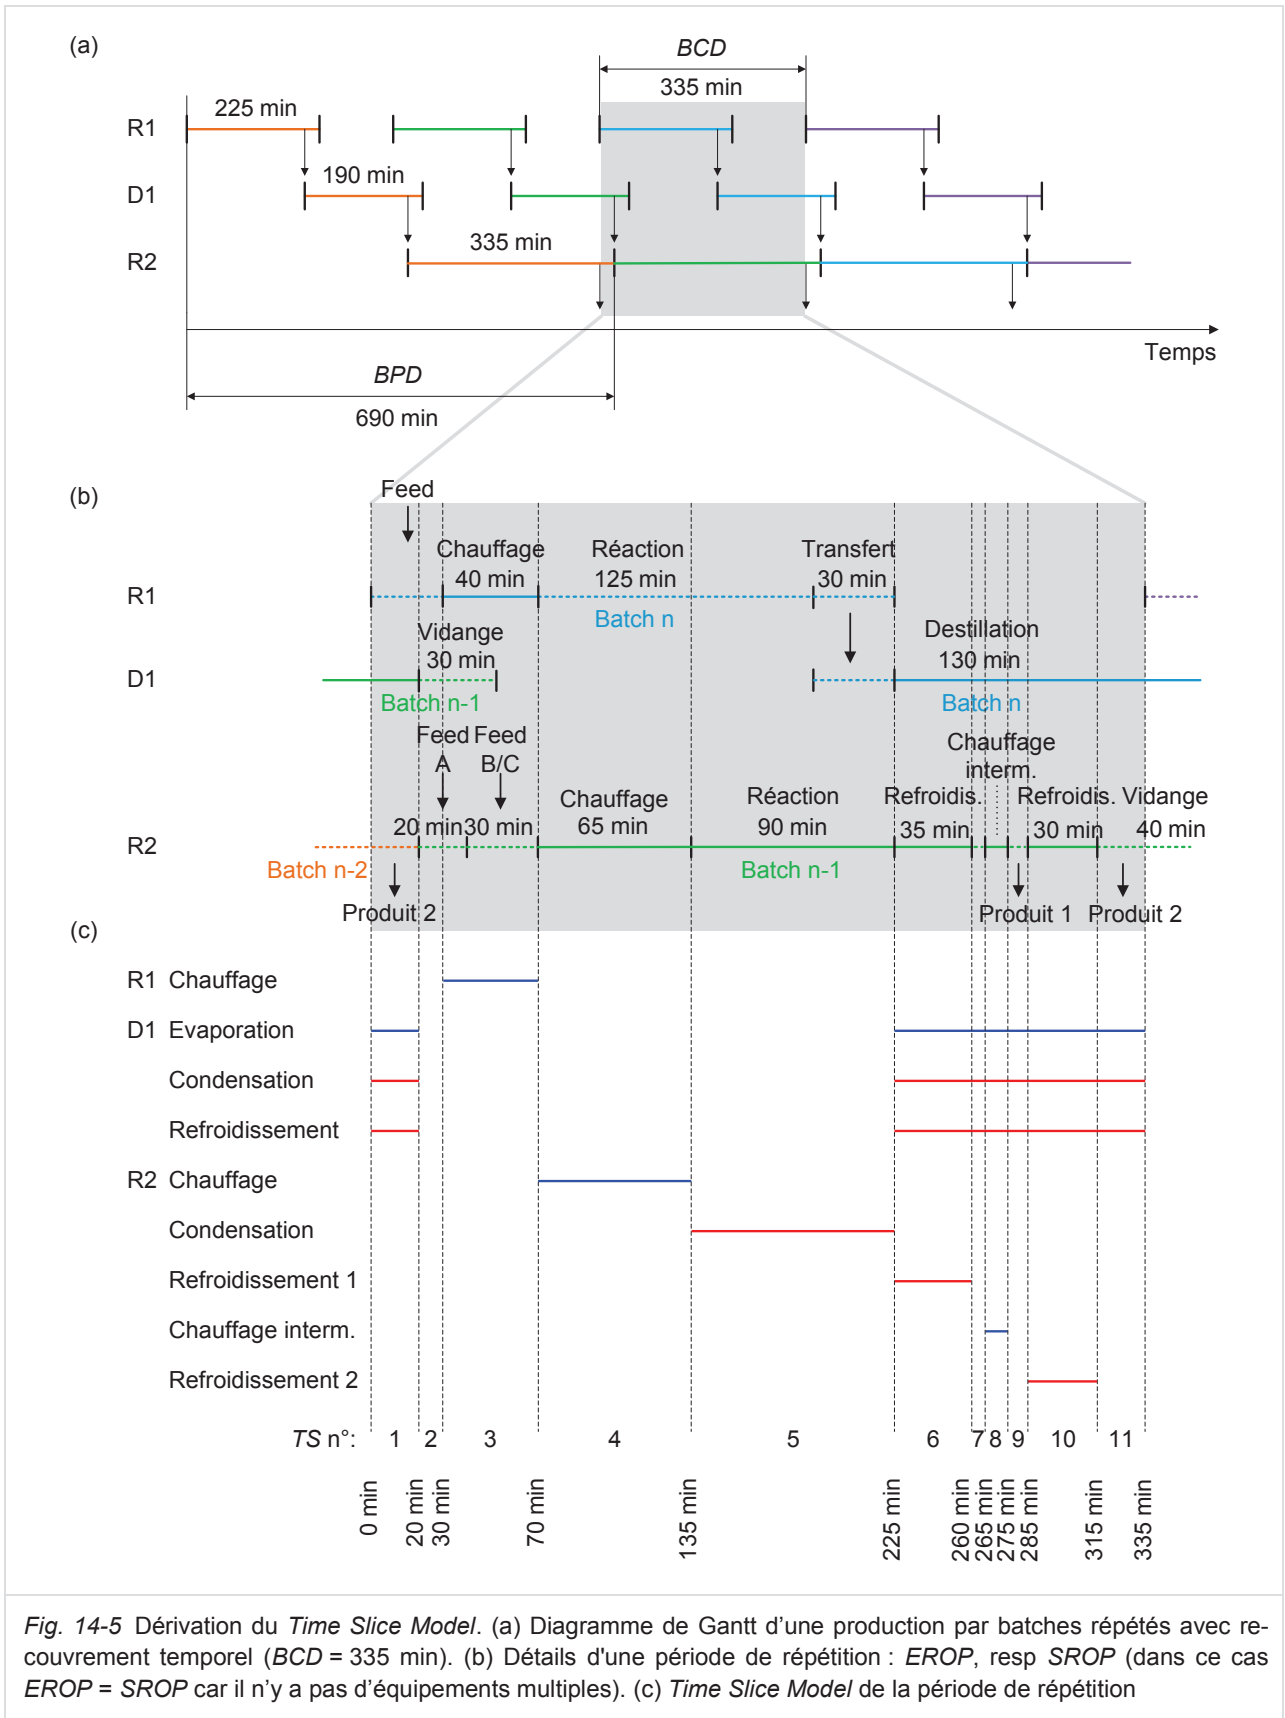 (a)
BCD
335 min
225 min
R1
190 min
D1
335 min
R2
Temps
BPD
690 min
(b)
Feed
Chauffage
40 min
Réaction
125 min
Transfert
30 min
R1
Batch n
Vidange
30 min
Destillation
130 min
D1
Batch n-1
Batch n
Feed
A
Feed
B/C
Chauffage
interm.
Chauffage
65 min
Réaction
90 min
Refroidis.
35 min
Refroidis.
30 min
Vidange
40 min
20 min
30 min
R2
Batch n-2
Batch n-1
Produit 2
Produit 1
Produit 2
(c)
R1 Chauffage
D1 Evaporation
Condensation
Refroidissement
R2 Chauffage
Condensation
Refroidissement 1
Chauffage interm.
Refroidissement 2
TS n°: 1 2 3 4 5 6 7 8 9 10 11
0 min
20 min
30 min
70 min
135 min
225 min
260 min
265 min
275 min
285 min
315 min
335 min
Fig. 14-5 Dérivation du Time Slice Model. (a) Diagramme de Gantt d'une production par batches répétés avec re-
couvrement temporel (BCD = 335 min). (b) Détails d'une période de répétition : EROP, resp SROP (dans ce cas
EROP = SROP car il n'y a pas d'équipements multiples). (c) Time Slice Model de la période de répétition